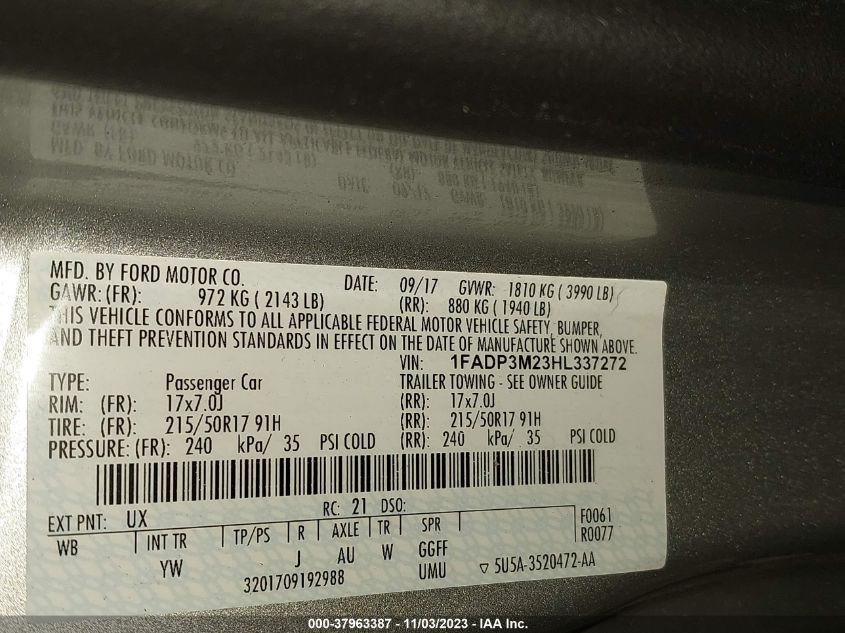 MFD. BY FORD MOTOR CO. DATE: 09/17 GVWR: 1810 KG ( 3990 LB)
GAWR: (FR): 972 KG ( 2143 LB) (RR): 880 KG ( 1940 LB)
THIS VEHICLE CONFORMS TO ALL APPLICABLE FEDERAL MOTOR VEHICLE SAFETY, BUMPER,
AND THEFT PREVENTION STANDARDS IN EFFECT ON THE DATE OF MANUFACTURE SHOWN ABOVE.
VIN: 1FADP3M23HL337272
TYPE: Passenger Car TRAILER TOWING - SEE OWNER GUIDE
RIM: (FR): 17x7.0J (RR): 17x7.0J
TIRE: (FR): 215/50R17 91H (RR): 215/50R17 91H
PRESSURE: (FR): 240 kPa/ 35 PSI COLD (RR): 240 kPa/ 35 PSI COLD
EXT PNT: UX RC: 21 DSO: F0061
WB INT TR TP/PS R AXLE TR SPR R0077
YW J AU W GGFF
3201709192988 UMU ▽ 5U5A-3520472-AA
000-37963387 - 11/03/2023 - IAA Inc.